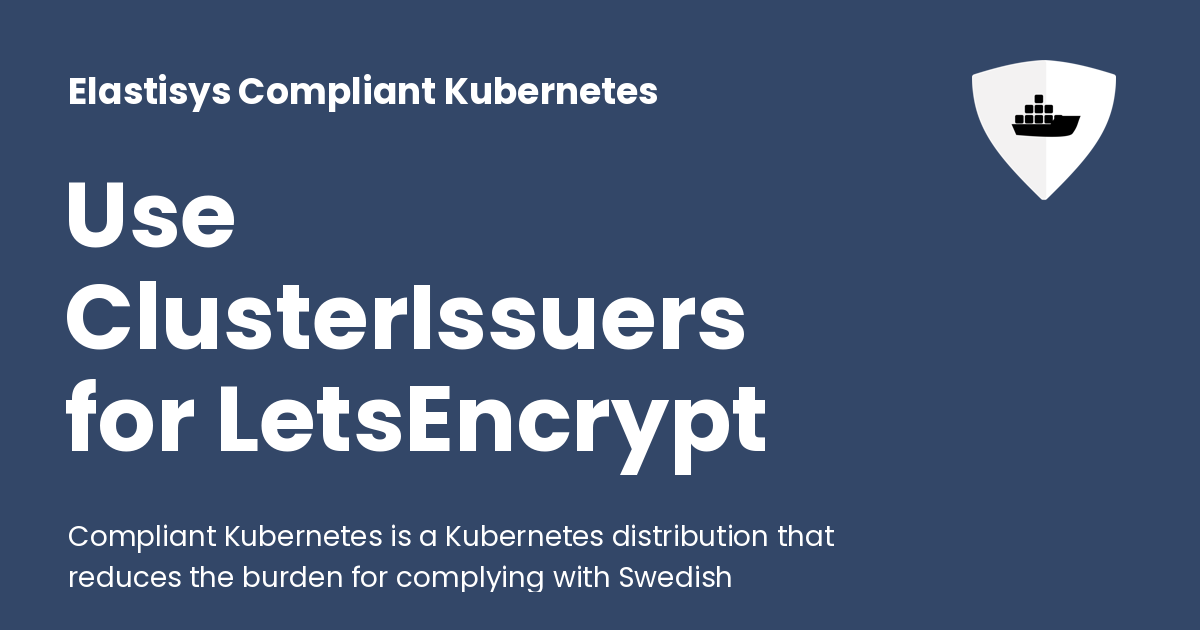 Elastisys Compliant Kubernetes
Use
ClusterIssuers
for LetsEncrypt
Compliant Kubernetes is a Kubernetes distribution that
reduces the burden for complying with Swedish